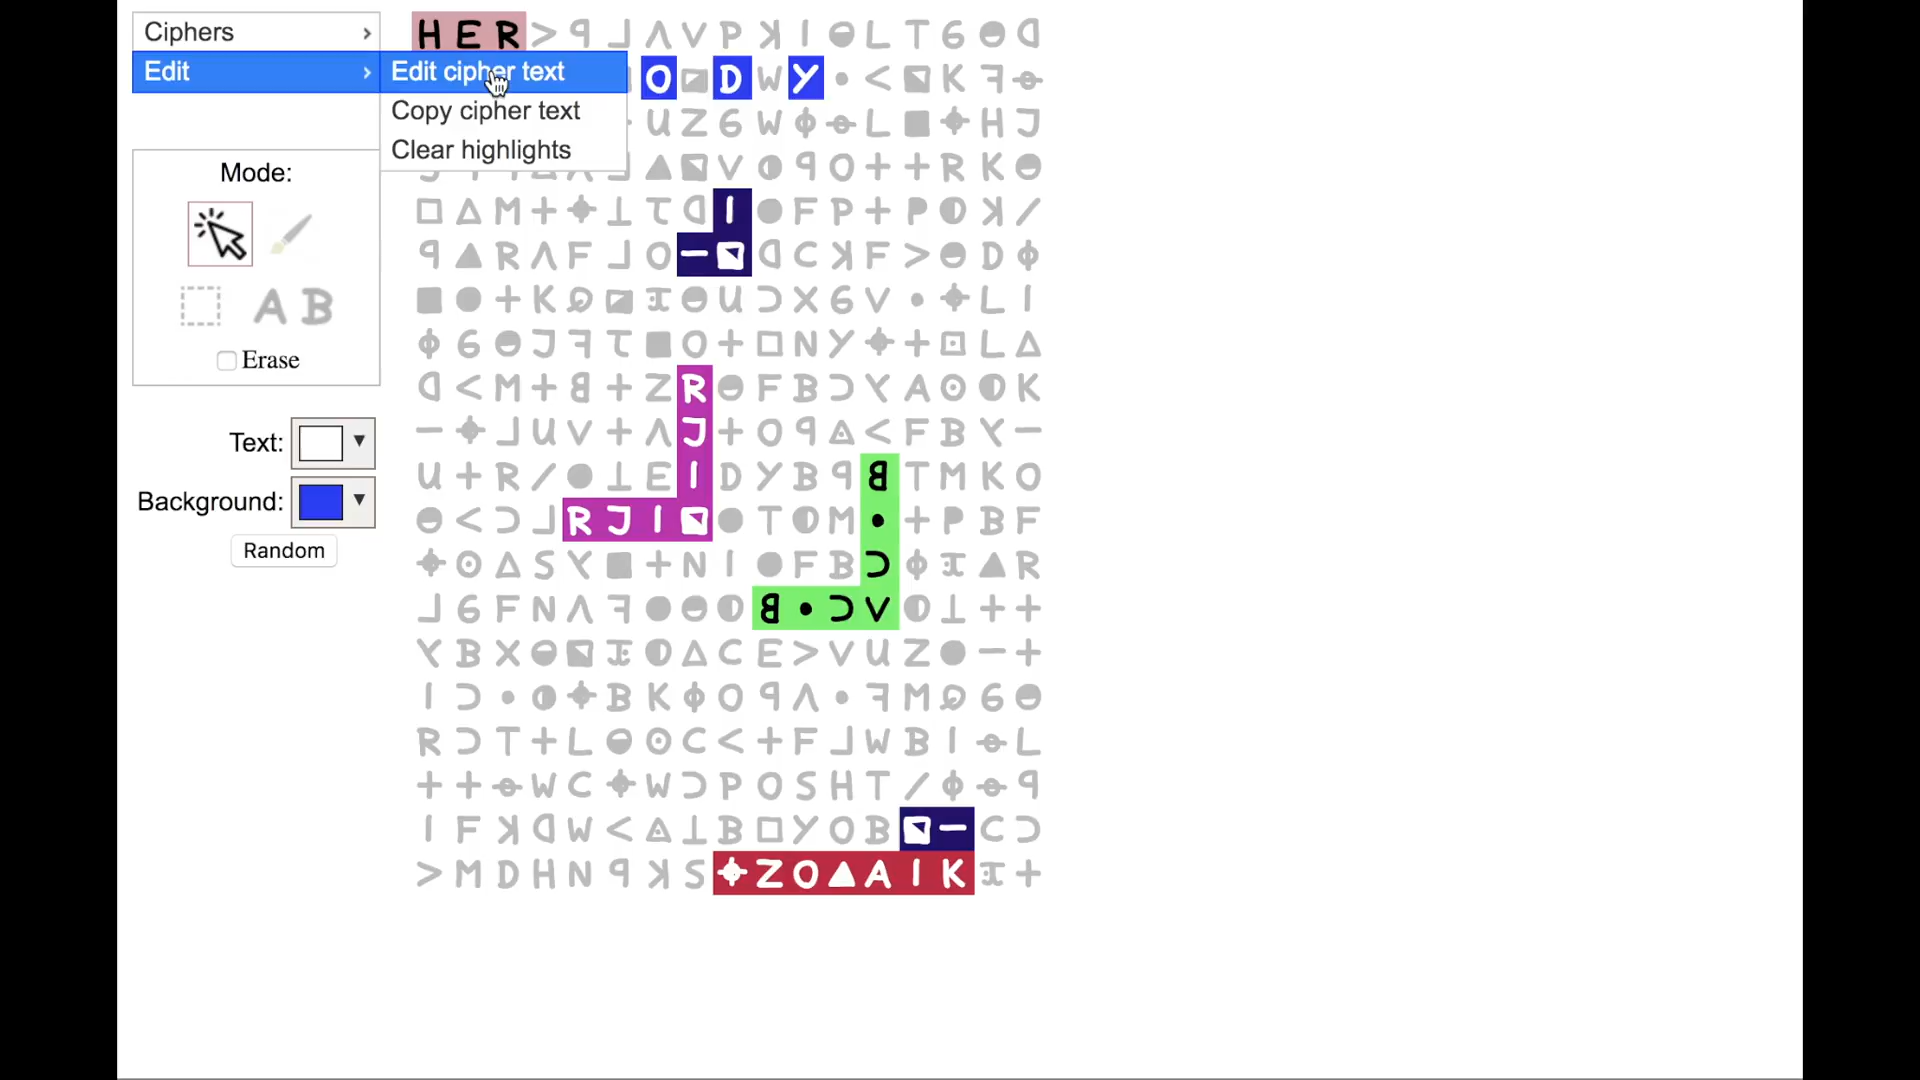 Ciphers ›
Edit ›
Edit cipher text
Copy cipher text
Clear highlights
Mode:
A B
Erase
Text:
Background:
Random
H E R > ꟼ ⅃ Λ V P ꓘ I ◒ L T G ◓ ᗡ
O ◪ D W Y • < ⬔ K ꟻ ⦵
U Z G W ϕ ⦵ L ■ ⌖ H J
▲ ⬔ V ◑ ꟼ O + + R K ◓
□ △ M + ⌖ ⊥ τ ᗡ I ● F P + P ◐ ꓘ /
ꟼ ▲ R Λ F ⅃ O − ◥ ᗡ C ꓘ F > ◓ D ϕ
■ ● + K Q ◪ I ◓ U Ɔ X G V • ⌖ L I
ϕ G ◓ J ꟻ τ ■ O + □ N Y ⌖ + ⊡ L △
ᗡ < M + ᗺ + Z R ◓ F B Ɔ Y A ⊙ ◐ K
− ⌖ ⅃ U V + Λ J + O ꟼ ◬ < F B Y −
U + R / ● ⊥ E I D Y B ꟼ ᗺ T M K O
◓ < Ɔ ⅃ R J I ◥ ● T ◐ M • + P B F
⌖ ⊙ △ S Y ■ + N I ● F B Ɔ ϕ I ▲ R
⅃ G F N Λ ꟻ ● ◓ ◑ ᗺ • Ɔ V ◑ ⊥ + +
Y B X ◒ ◥ I ◑ △ C E > V U Z ● − +
I Ɔ • ◑ ⌖ B K ϕ O ꟼ Λ • ꟻ M Q G ◓
R Ɔ T + L ◒ ⊙ C < + F ⅃ W B I ⦵ L
+ + ⦵ W C ⌖ W Ɔ P O S H T / ϕ ⦵ ꟼ
I F ꓘ ᗡ W < ◬ ⊥ B □ Y O B ◥ − C Ɔ
> M D H N ꟼ ꓘ S ⌖ Z O ▲ A I K I +